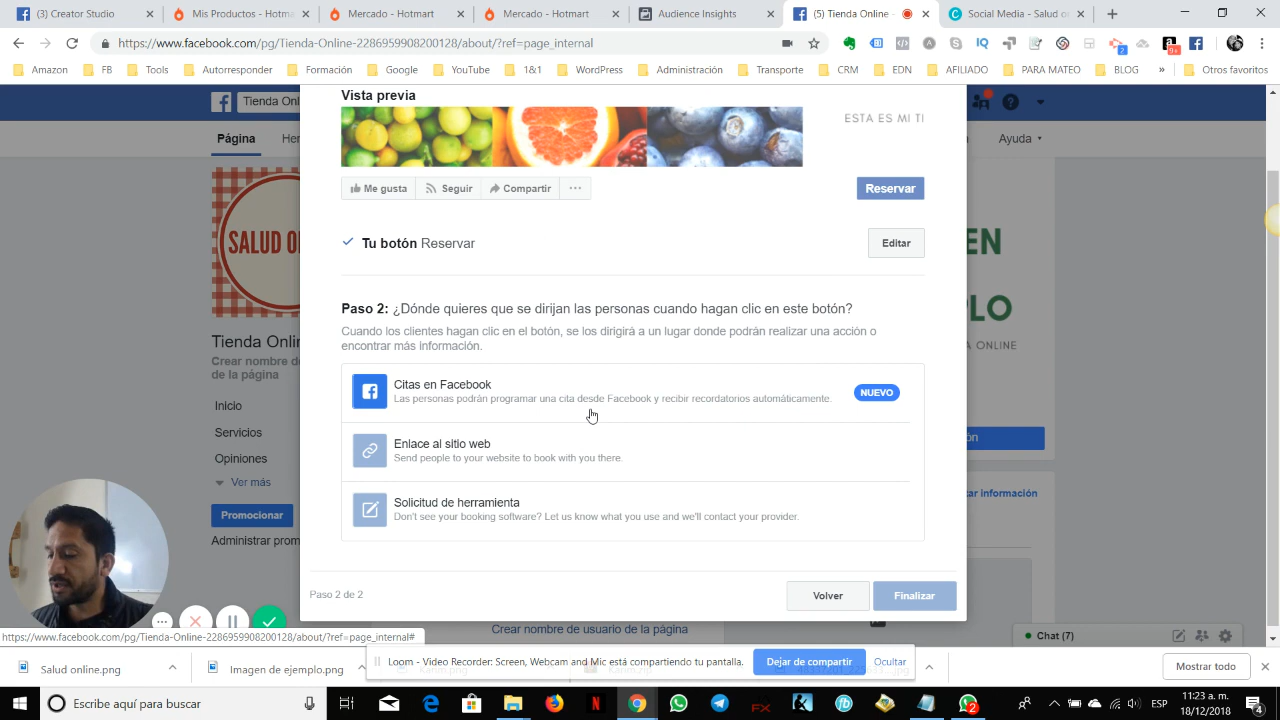 (5) Creator Studio
Mis Productos - Hotm
Hotmart
Mercado - Hotmart
Audience Insights
(5) Tienda Onlin
Social Media - Salud o
https://www.facebook.com/pg/Tienda-Online-2286959908200128/about/?ref=page_internal
Amazon
FB
Tools
Autorresponder
Formación
Google
YouTube
1&1
WordPress
Administración
Transporte
CRM
EDN
AFILIADO
PARA MATEO
BLOG
»
Otros favoritos
Tienda Onl
Página
Her
Ayuda
Vista previa
ESTA ES MI TI
Me gusta
Seguir
Compartir
Reservar
Tu botón Reservar
Editar
SALUD O
EN
PLO
A ONLINE
Paso 2: ¿Dónde quieres que se dirijan las personas cuando hagan clic en este botón?
Cuando los clientes hagan clic en el botón, se los dirigirá a un lugar donde podrán realizar una acción o
encontrar más información.
Tienda Onlin
Crear nombre de
de la página
Citas en Facebook
Las personas podrán programar una cita desde Facebook y recibir recordatorios automáticamente.
NUEVO
Inicio
Servicios
Opiniones
Ver más
Enlace al sitio web
Send people to your website to book with you there.
ón
tar información
Solicitud de herramienta
Don't see your booking software? Let us know what you use and we'll contact your provider.
Promocionar
Administrar prom
Paso 2 de 2
Volver
Finalizar
Crear nombre de usuario de la página
https://www.facebook.com/pg/Tienda-Online-2286959908200128/about/?ref=page_internal#
Chat (7)
Salud online.png
Imagen de ejemplo.png
Loom - Video Recorder: Screen, Webcam and Mic está compartiendo tu pantalla.
Dejar de compartir
Ocultar
Mostrar todo
Escribe aquí para buscar
FX
ESP
11:23 a. m.
18/12/2018